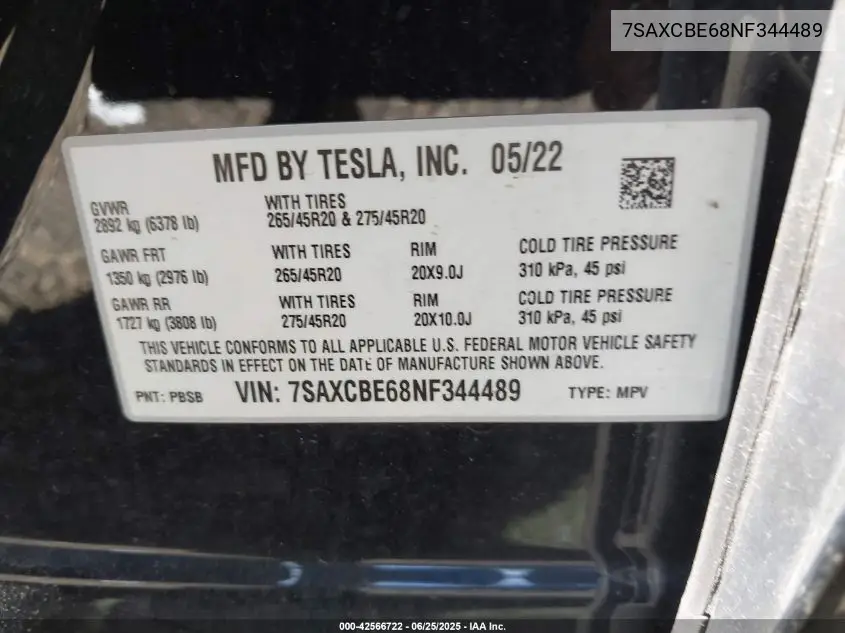 7SAXCBE68NF344489
MFD BY TESLA, INC. 05/22
GVWR
2892 kg (6378 lb)
WITH TIRES
265/45R20 & 275/45R20
GAWR FRT
1350 kg (2976 lb)
WITH TIRES
265/45R20
RIM
20X9.0J
COLD TIRE PRESSURE
310 kPa, 45 psi
GAWR RR
1727 kg (3808 lb)
WITH TIRES
275/45R20
RIM
20X10.0J
COLD TIRE PRESSURE
310 kPa, 45 psi
THIS VEHICLE CONFORMS TO ALL APPLICABLE U.S. FEDERAL MOTOR VEHICLE SAFETY
STANDARDS IN EFFECT ON THE DATE OF MANUFACTURE SHOWN ABOVE.
PNT: PBSB VIN: 7SAXCBE68NF344489 TYPE: MPV
000-42566722 - 06/25/2025 - IAA Inc.